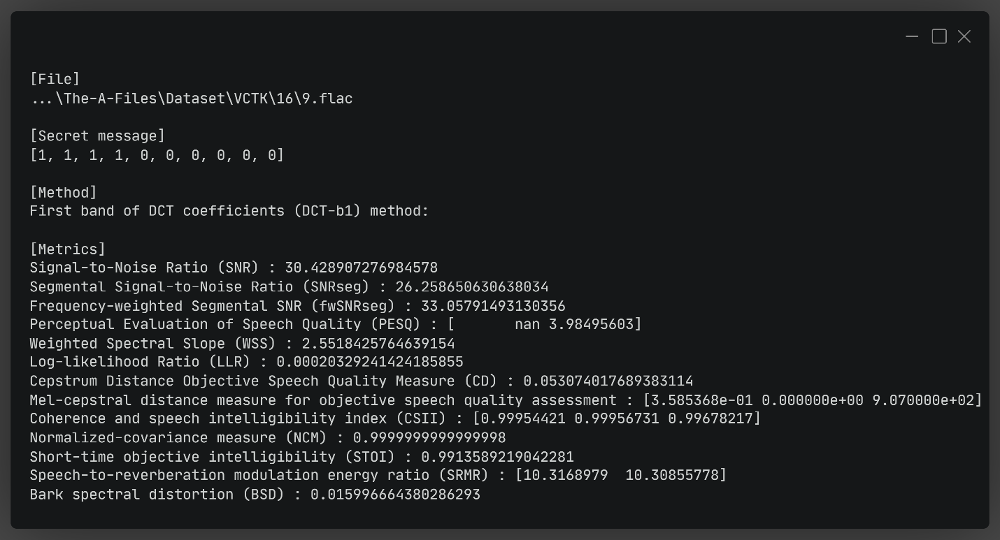 [File]
...\The-A-Files\Dataset\VCTK\16\9.flac
[Secret message]
[1, 1, 1, 1, 0, 0, 0, 0, 0, 0]
[Method]
First band of DCT coefficients (DCT-b1) method:
[Metrics]
Signal-to-Noise Ratio (SNR) : 30.428907276984578
Segmental Signal-to-Noise Ratio (SNRseg) : 26.258650630638034
Frequency-weighted Segmental SNR (fwSNRseg) : 33.05791493130356
Perceptual Evaluation of Speech Quality (PESQ) : [       nan 3.98495603]
Weighted Spectral Slope (WSS) : 2.5518425764639154
Log-likelihood Ratio (LLR) : 0.00020329241424185855
Cepstrum Distance Objective Speech Quality Measure (CD) : 0.053074017689383114
Mel-cepstral distance measure for objective speech quality assessment : [3.585368e-01 0.000000e+00 9.070000e+02]
Coherence and speech intelligibility index (CSII) : [0.99954421 0.99956731 0.99678217]
Normalized-covariance measure (NCM) : 0.9999999999999998
Short-time objective intelligibility (STOI) : 0.9913589219042281
Speech-to-reverberation modulation energy ratio (SRMR) : [10.3168979  10.30855778]
Bark spectral distortion (BSD) : 0.015996664380286293